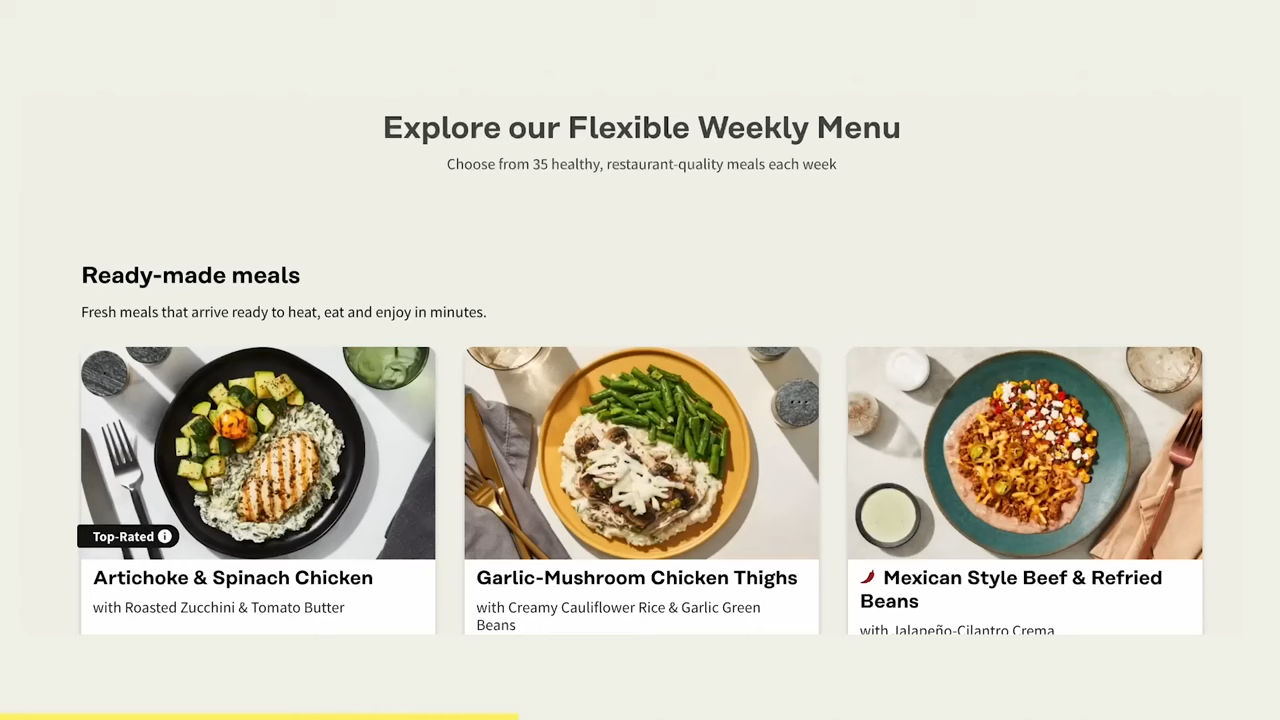 Explore our Flexible Weekly Menu
Choose from 35 healthy, restaurant-quality meals each week
Ready-made meals
Fresh meals that arrive ready to heat, eat and enjoy in minutes.
Top-Rated i
Artichoke & Spinach Chicken
with Roasted Zucchini & Tomato Butter
Garlic-Mushroom Chicken Thighs
with Creamy Cauliflower Rice & Garlic Green
Beans
Mexican Style Beef & Refried
Beans
with Jalapeño-Cilantro Crema